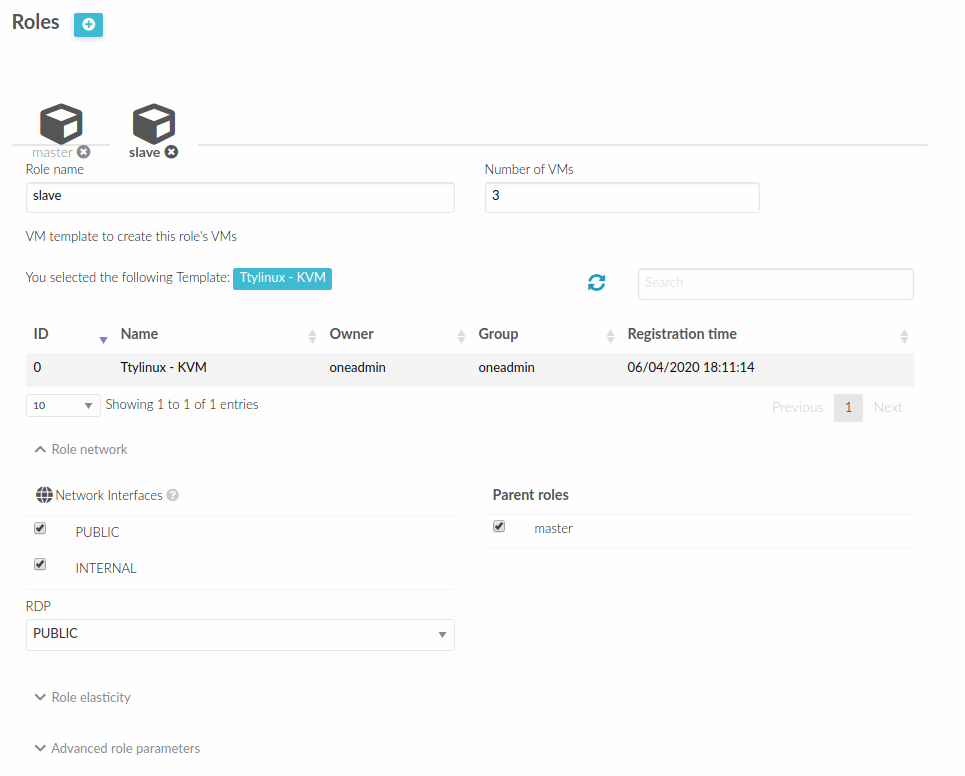 Roles
master slave
Role name Number of VMs
slave 3
VM template to create this role's VMs
You selected the following Template: Ttylinux - KVM Search
ID Name Owner Group Registration time
0 Ttylinux - KVM oneadmin oneadmin 06/04/2020 18:11:14
10 Showing 1 to 1 of 1 entries Previous 1 Next
Role network
Network Interfaces Parent roles
PUBLIC master
INTERNAL
RDP
PUBLIC
Role elasticity
Advanced role parameters